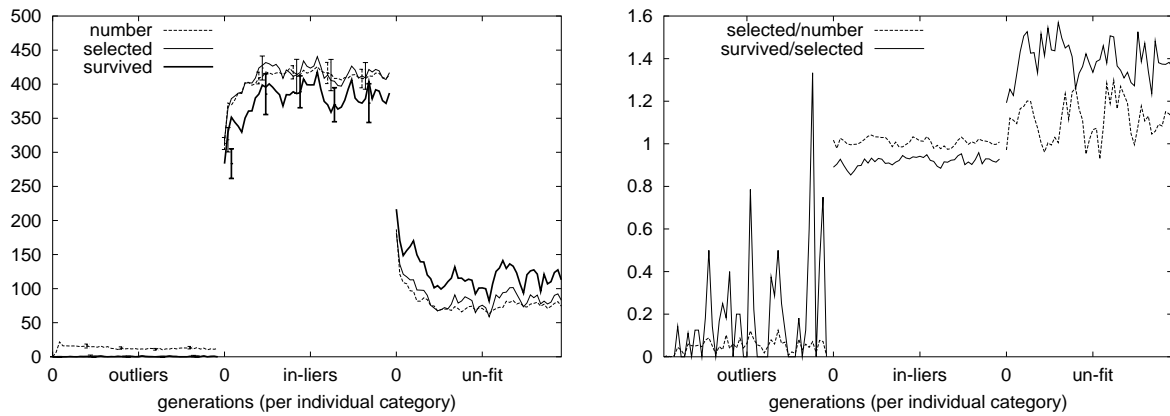 500
450
400
350
300
250
200
150
100
50
0
number
selected
survived
0 outliers 0 in-liers 0 un-fit
generations (per individual category)
1.6
1.4
1.2
1
0.8
0.6
0.4
0.2
0
selected/number
survived/selected
outliers 0 in-liers 0 un-fit
generations (per individual category)